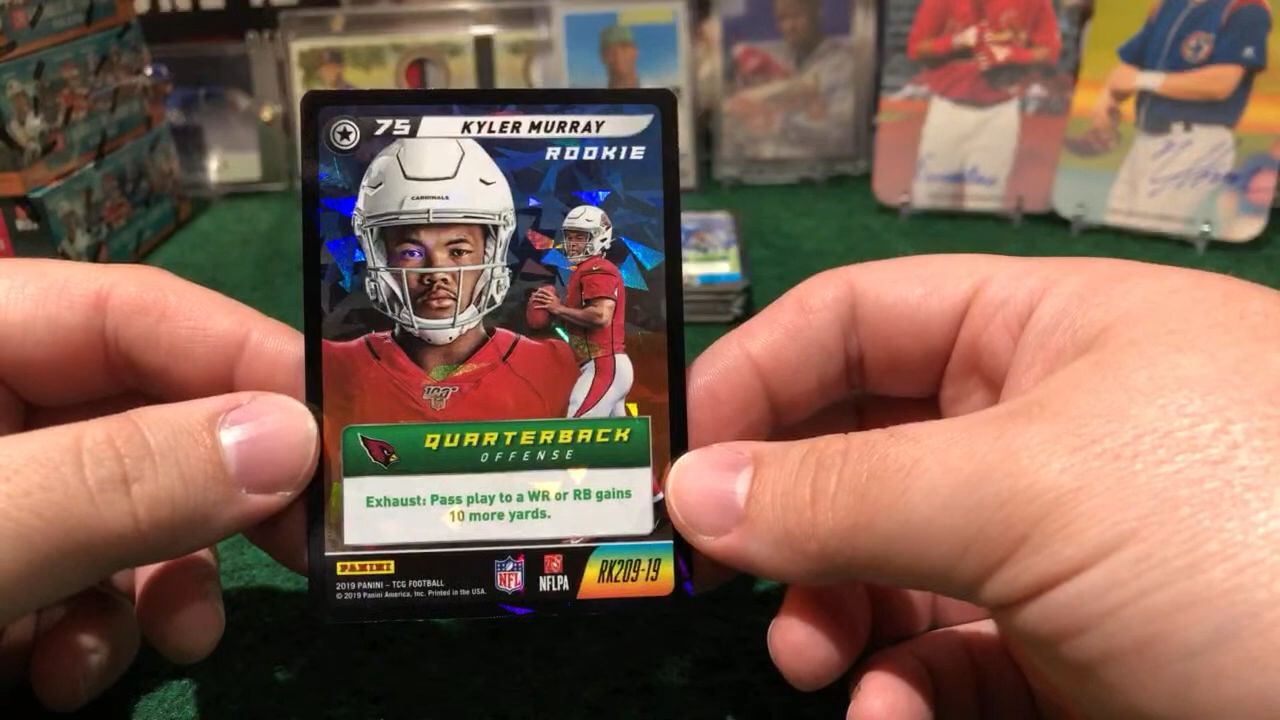 75 KYLER MURRAY
ROOKIE
CARDINALS
100
QUARTERBACK
OFFENSE
Exhaust: Pass play to a WR or RB gains
10 more yards.
PANINI
2019 PANINI – TCG FOOTBALL
© 2019 Panini America, Inc. Printed in the USA.
NFL
NFLPA
RK209-19